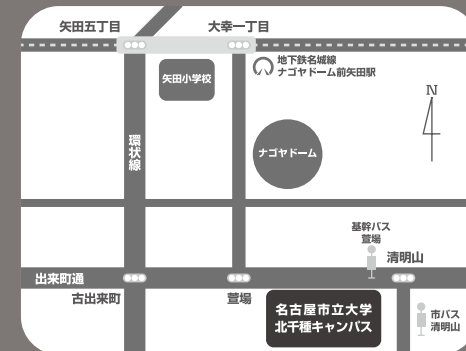 矢田五丁目
大幸一丁目
地下鉄名城線
ナゴヤドーム前矢田駅
矢田小学校
N
環状線
ナゴヤドーム
基幹バス
萱場
清明山
出来町通
古出来町
萱場
名古屋市立大学
北千種キャンパス
市バス
清明山